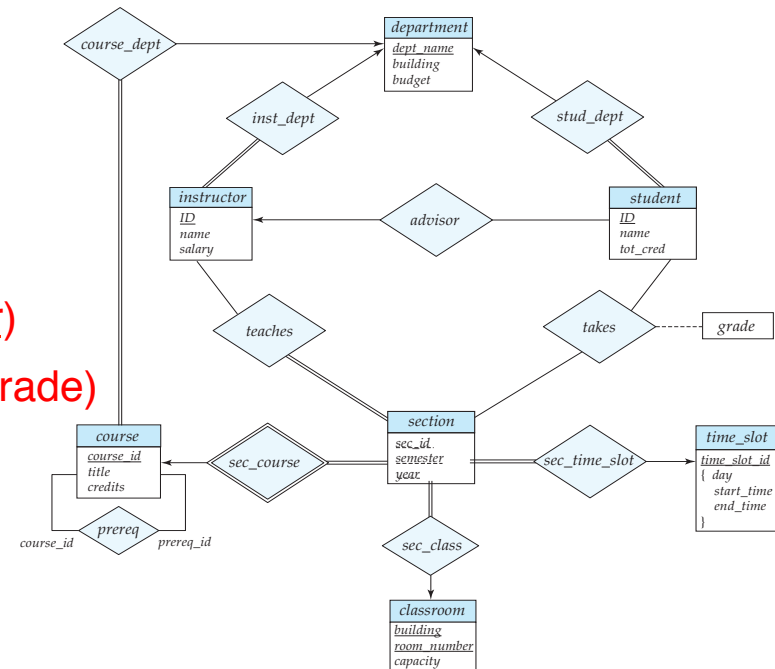 department
course_dept
dept_name
building
budget
inst_dept
stud_dept
instructor
ID
name
salary
advisor
student
ID
name
tot_cred
)
teaches
takes
grade
rade)
course
course_id
title
credits
sec_course
section
sec_id
semester
year
sec_time_slot
time_slot
time_slot_id
{ day
start_time
end_time
}
prereq
course_id
prereq_id
sec_class
classroom
building
room_number
capacity